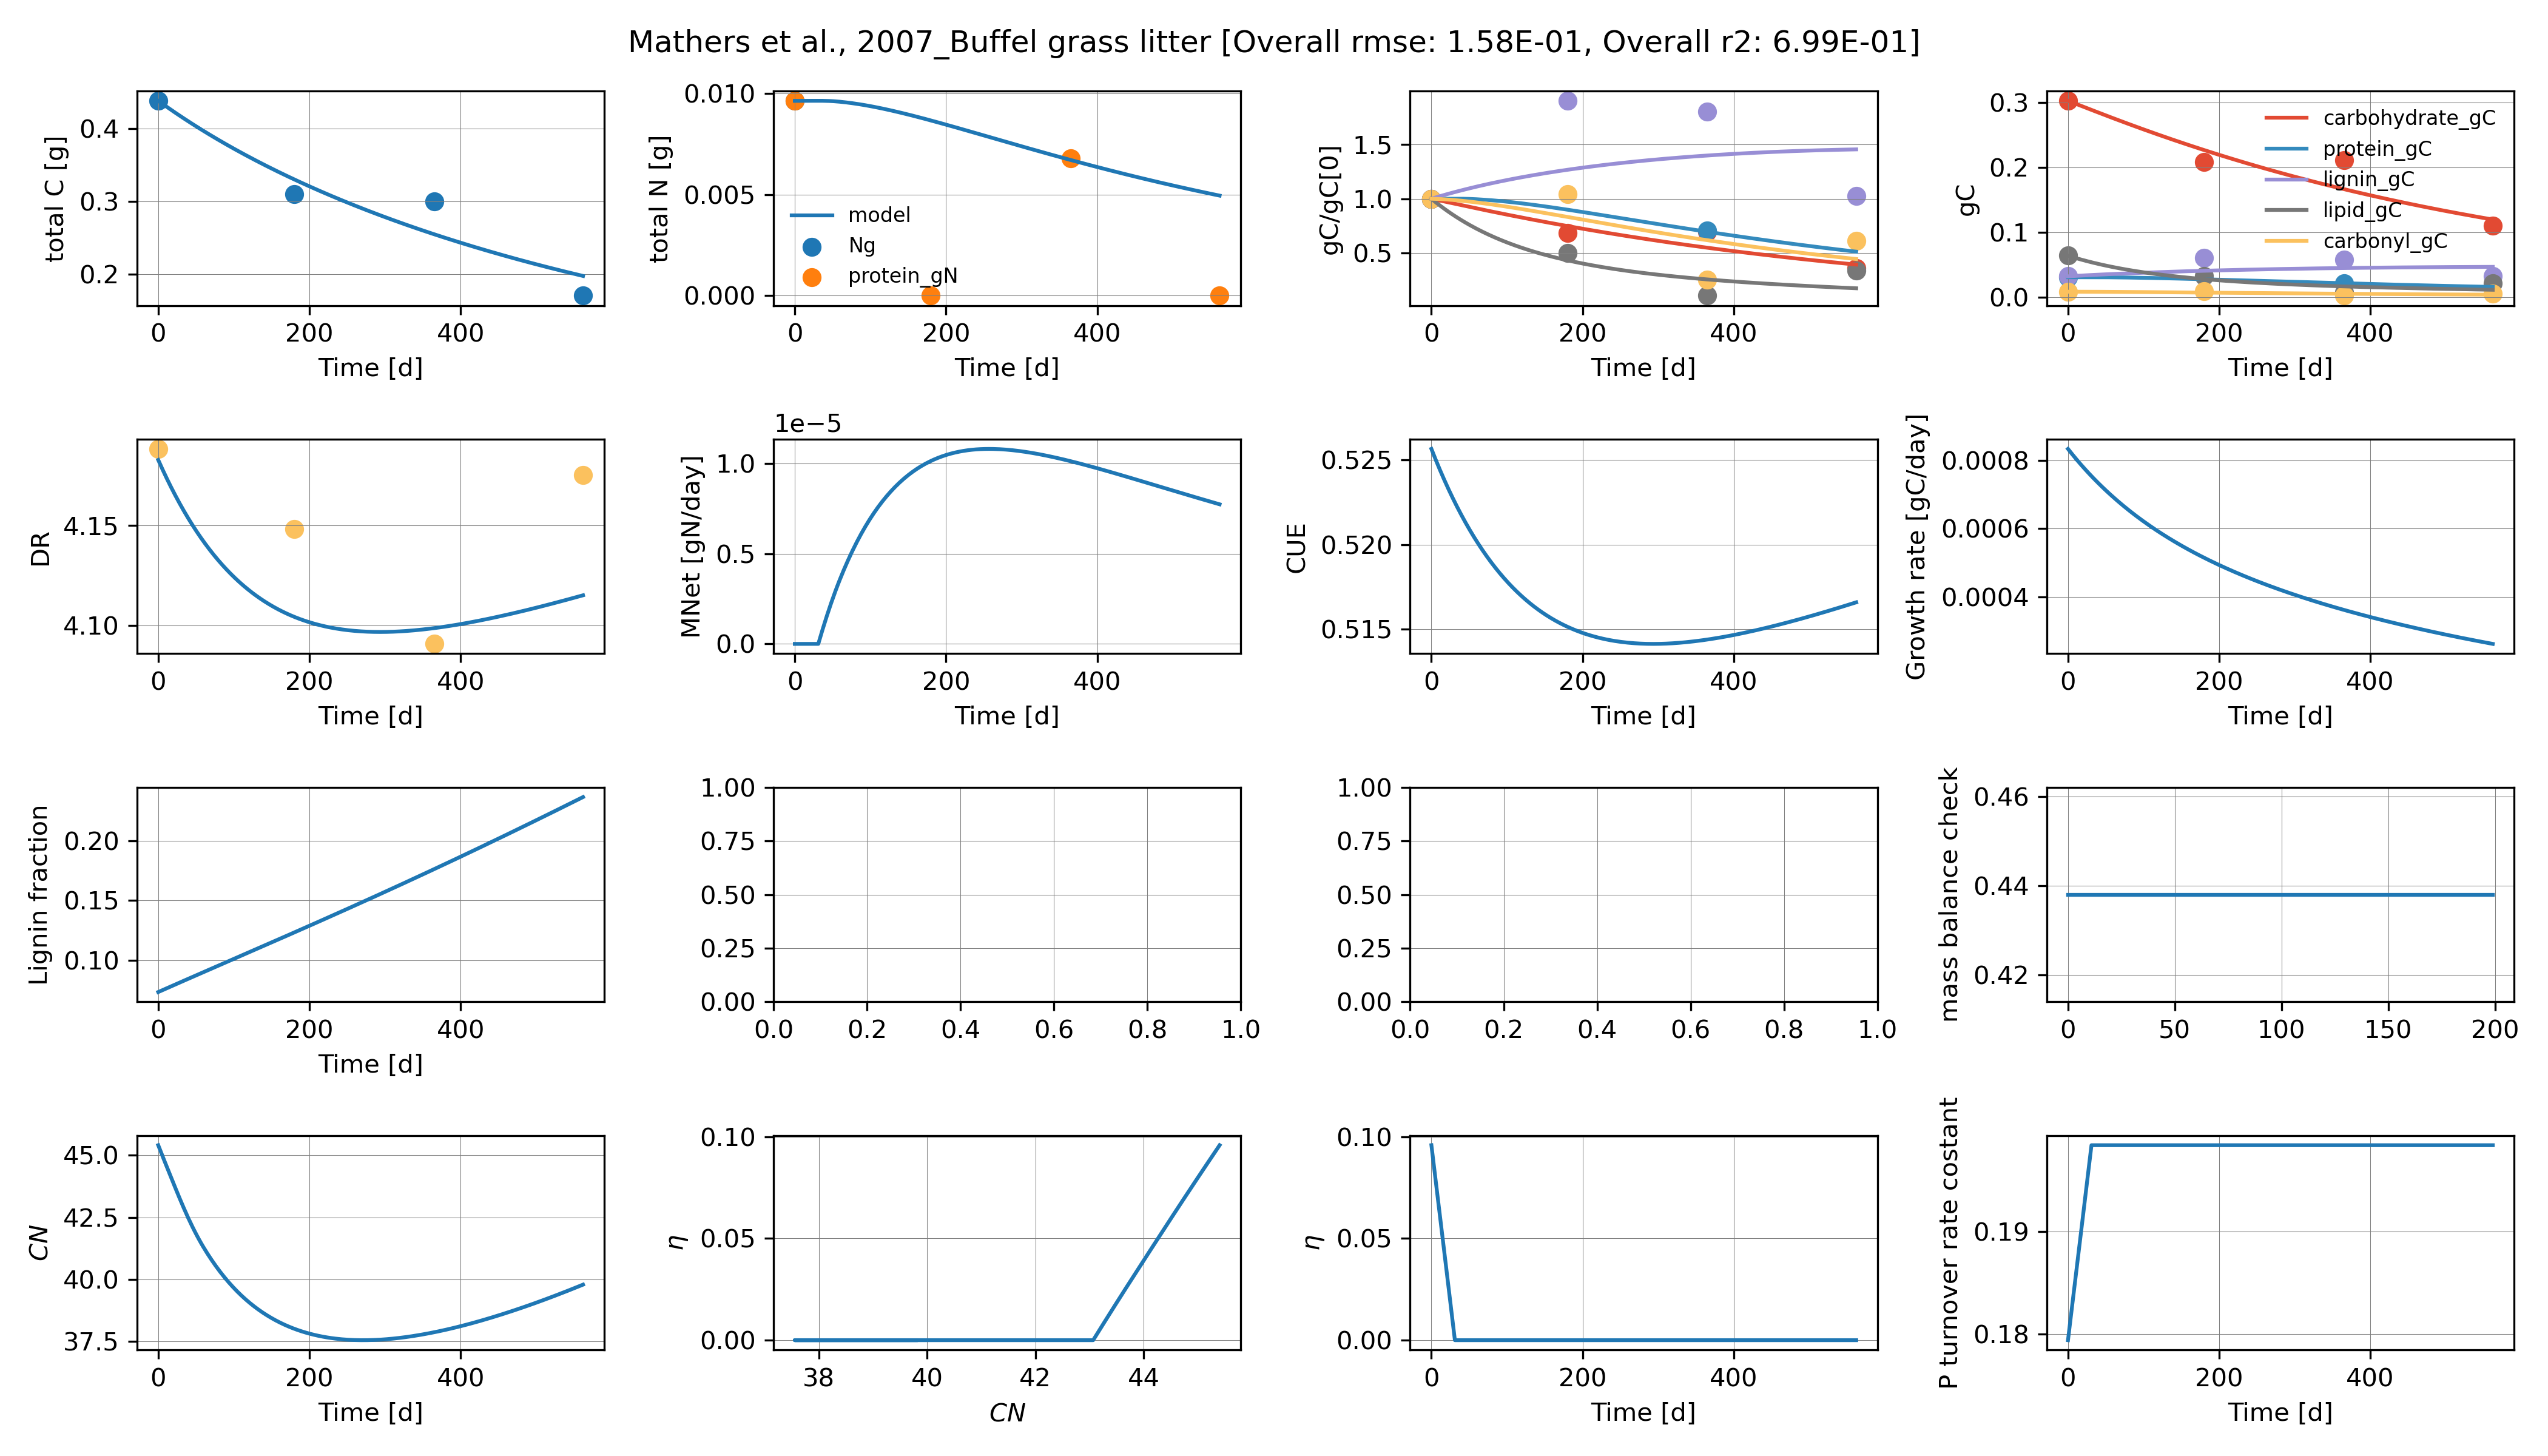 Mathers et al., 2007_Buffel grass litter [Overall rmse: 1.58E-01, Overall r2: 6.99E-01]
total C [g]
0.4
0.3
0.2
0 200 400
Time [d]
total N [g]
0.010
0.005
0.000
model
Ng
protein_gN
0 200 400
Time [d]
gC/gC[0]
1.5
1.0
0.5
0 200 400
Time [d]
gC
0.3
0.2
0.1
0.0
carbohydrate_gC
protein_gC
lignin_gC
lipid_gC
carbonyl_gC
0 200 400
Time [d]
DR
4.15
4.10
0 200 400
Time [d]
1e−5
MNNet [gN/day]
1.0
0.5
0.0
0 200 400
Time [d]
CUE
0.525
0.520
0.515
0 200 400
Time [d]
Growth rate [gC/day]
0.0008
0.0006
0.0004
0 200 400
Time [d]
Lignin fraction
0.20
0.15
0.10
0 200 400
Time [d]
1.00
0.75
0.50
0.25
0.00
0.0 0.2 0.4 0.6 0.8 1.0
1.00
0.75
0.50
0.25
0.00
0.0 0.2 0.4 0.6 0.8 1.0
mass balance check
0.46
0.44
0.42
0 50 100 150 200
CN
45.0
42.5
40.0
37.5
0 200 400
Time [d]
η
0.10
0.05
0.00
38 40 42 44
CN
η
0.10
0.05
0.00
0 200 400
Time [d]
P turnover rate costant
0.19
0.18
0 200 400
Time [d]